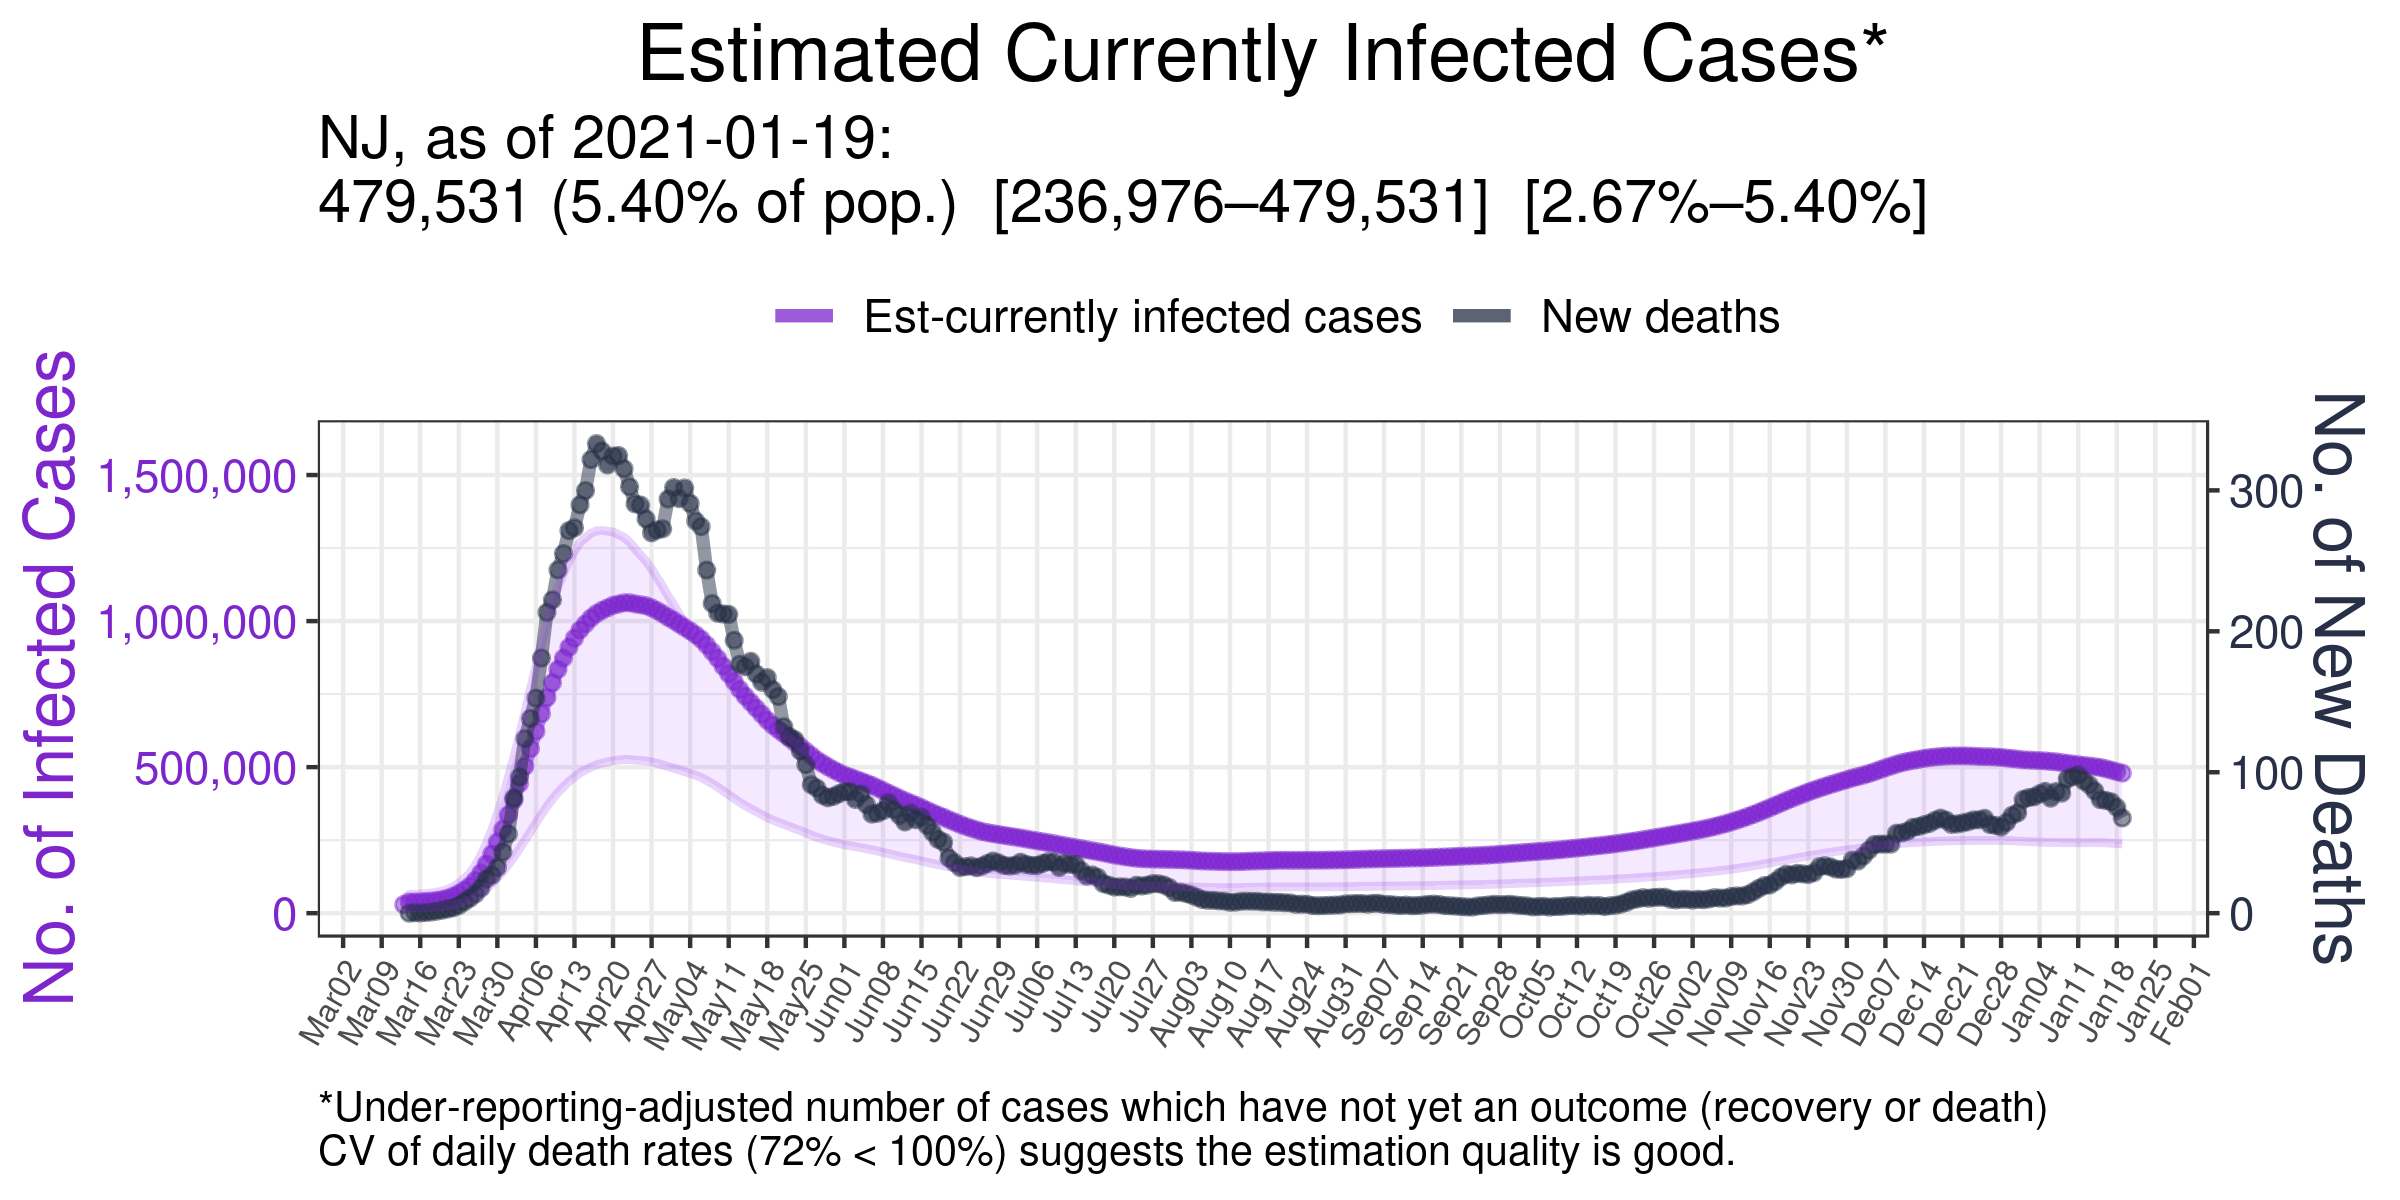 Estimated Currently Infected Cases*
NJ, as of 2021-01-19:
479,531 (5.40% of pop.)  [236,976–479,531]  [2.67%–5.40%]
Est-currently infected cases
New deaths
No. of Infected Cases
1,500,000
1,000,000
500,000
0
No. of New Deaths
300
200
100
0
Mar02
Mar09
Mar16
Mar23
Mar30
Apr06
Apr13
Apr20
Apr27
May04
May11
May18
May25
Jun01
Jun08
Jun15
Jun22
Jun29
Jul06
Jul13
Jul20
Jul27
Aug03
Aug10
Aug17
Aug24
Aug31
Sep07
Sep14
Sep21
Sep28
Oct05
Oct12
Oct19
Oct26
Nov02
Nov09
Nov16
Nov23
Nov30
Dec07
Dec14
Dec21
Dec28
Jan04
Jan11
Jan18
Jan25
Feb01
*Under-reporting-adjusted number of cases which have not yet an outcome (recovery or death)
CV of daily death rates (72% < 100%) suggests the estimation quality is good.